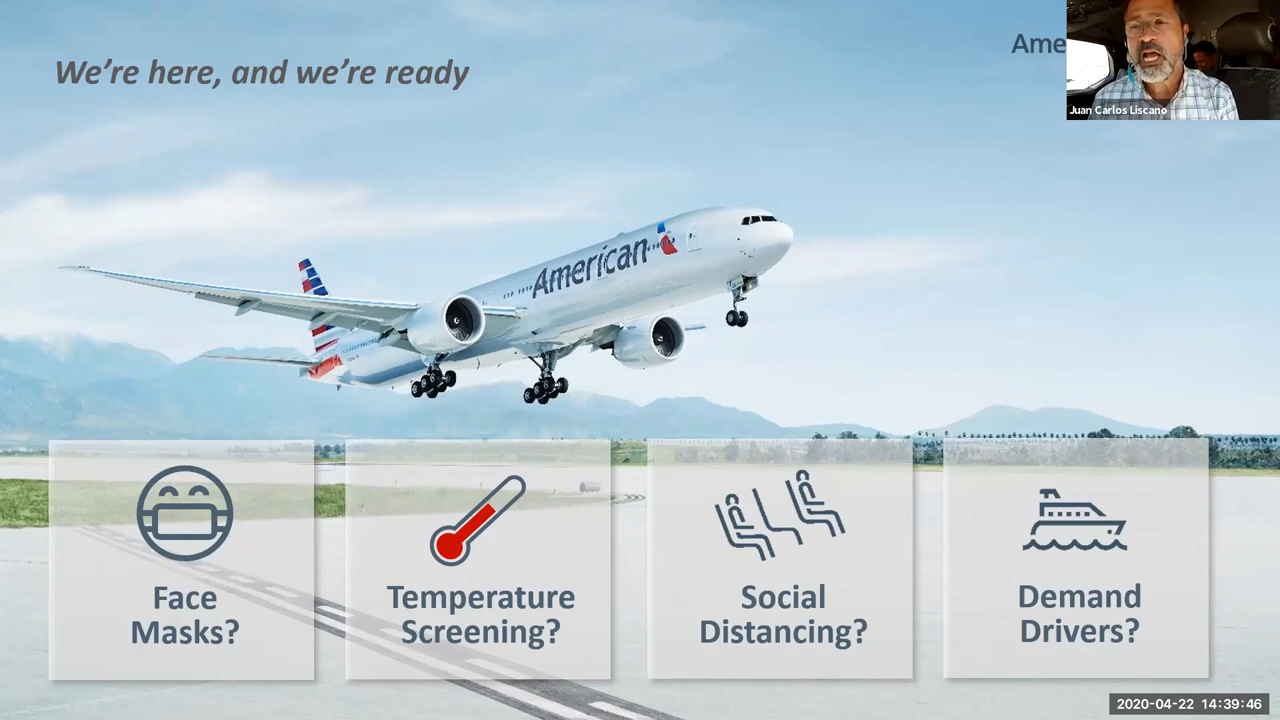 We're here, and we're ready
Ame
Juan Carlos Liscano
American
Face
Masks?
Temperature
Screening?
Social
Distancing?
Demand
Drivers?
2020-04-22 14:39:46